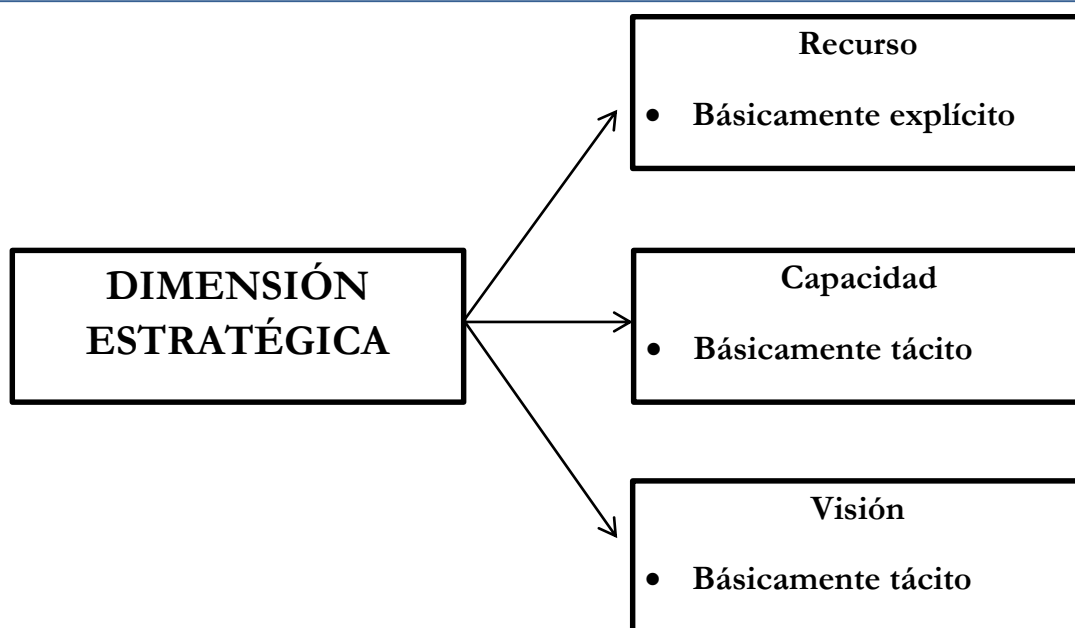 Recurso
• Básicamente explícito
DIMENSIÓN
ESTRATÉGICA
Capacidad
• Básicamente tácito
Visión
• Básicamente tácito